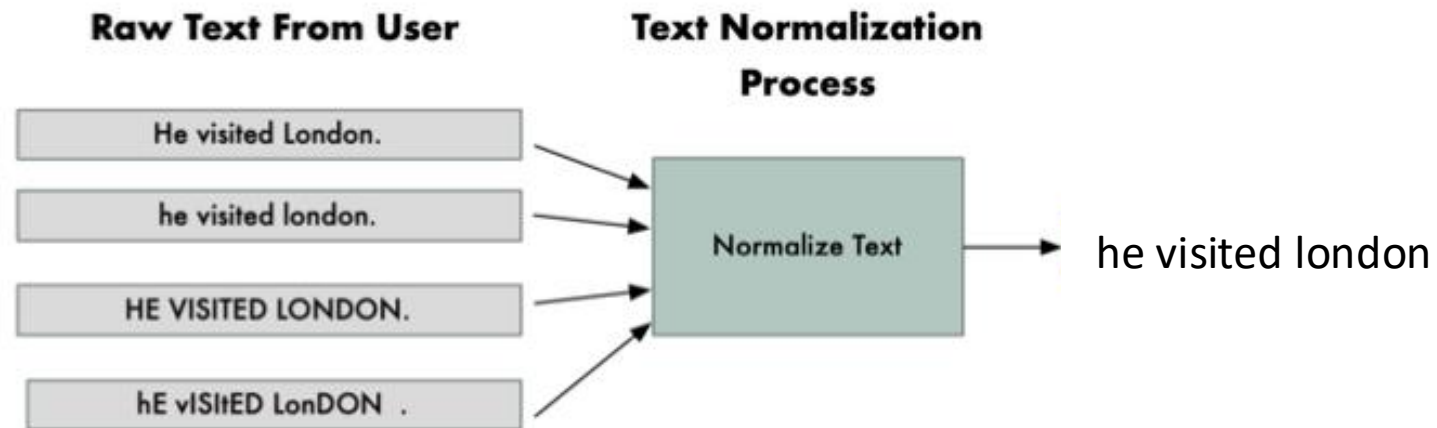 Raw Text From User
Text Normalization
Process
He visited London.
he visited london.
HE VISITED LONDON.
hE vISItED LonDON .
Normalize Text
he visited london